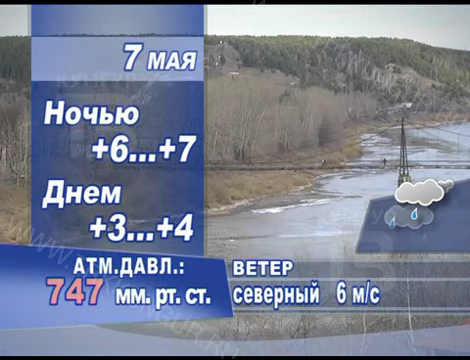 7 МАЯ
Ночью
+6...+7
Днем
+3...+4
АТМ.ДАВЛ.:
747 мм. рт. ст.
ВЕТЕР
северный 6 м/с